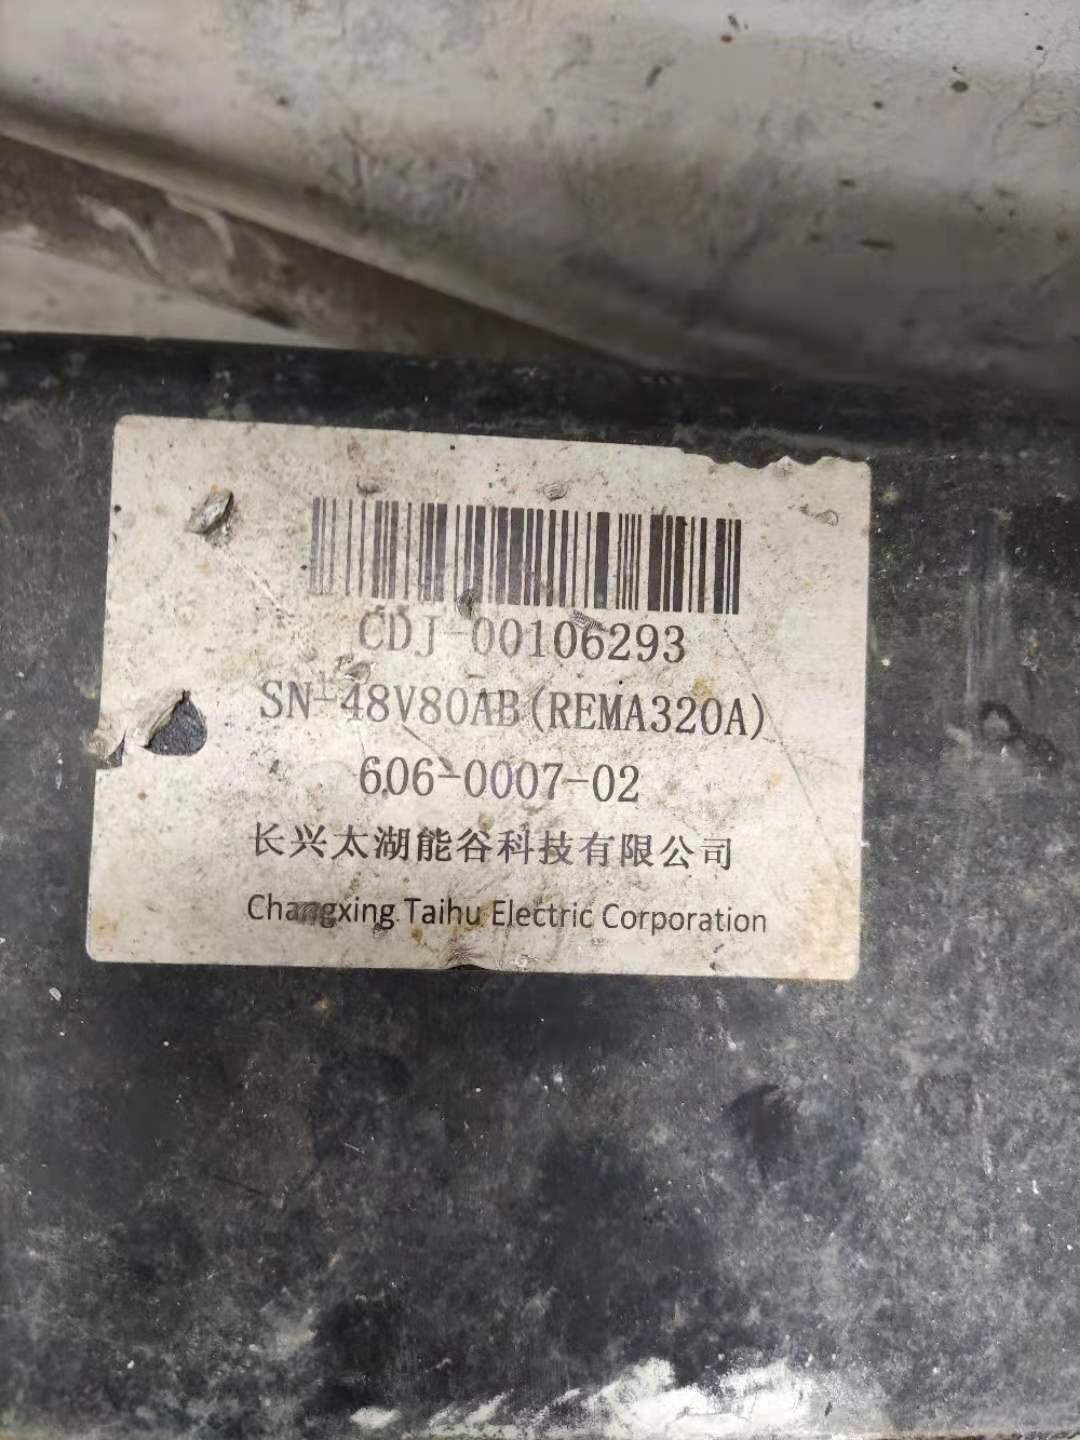 CDJ-00106293
SN-48V80AB(REMA320A)
606-0007-02
长兴太湖能谷科技有限公司
Changxing Taihu Electric Corporation